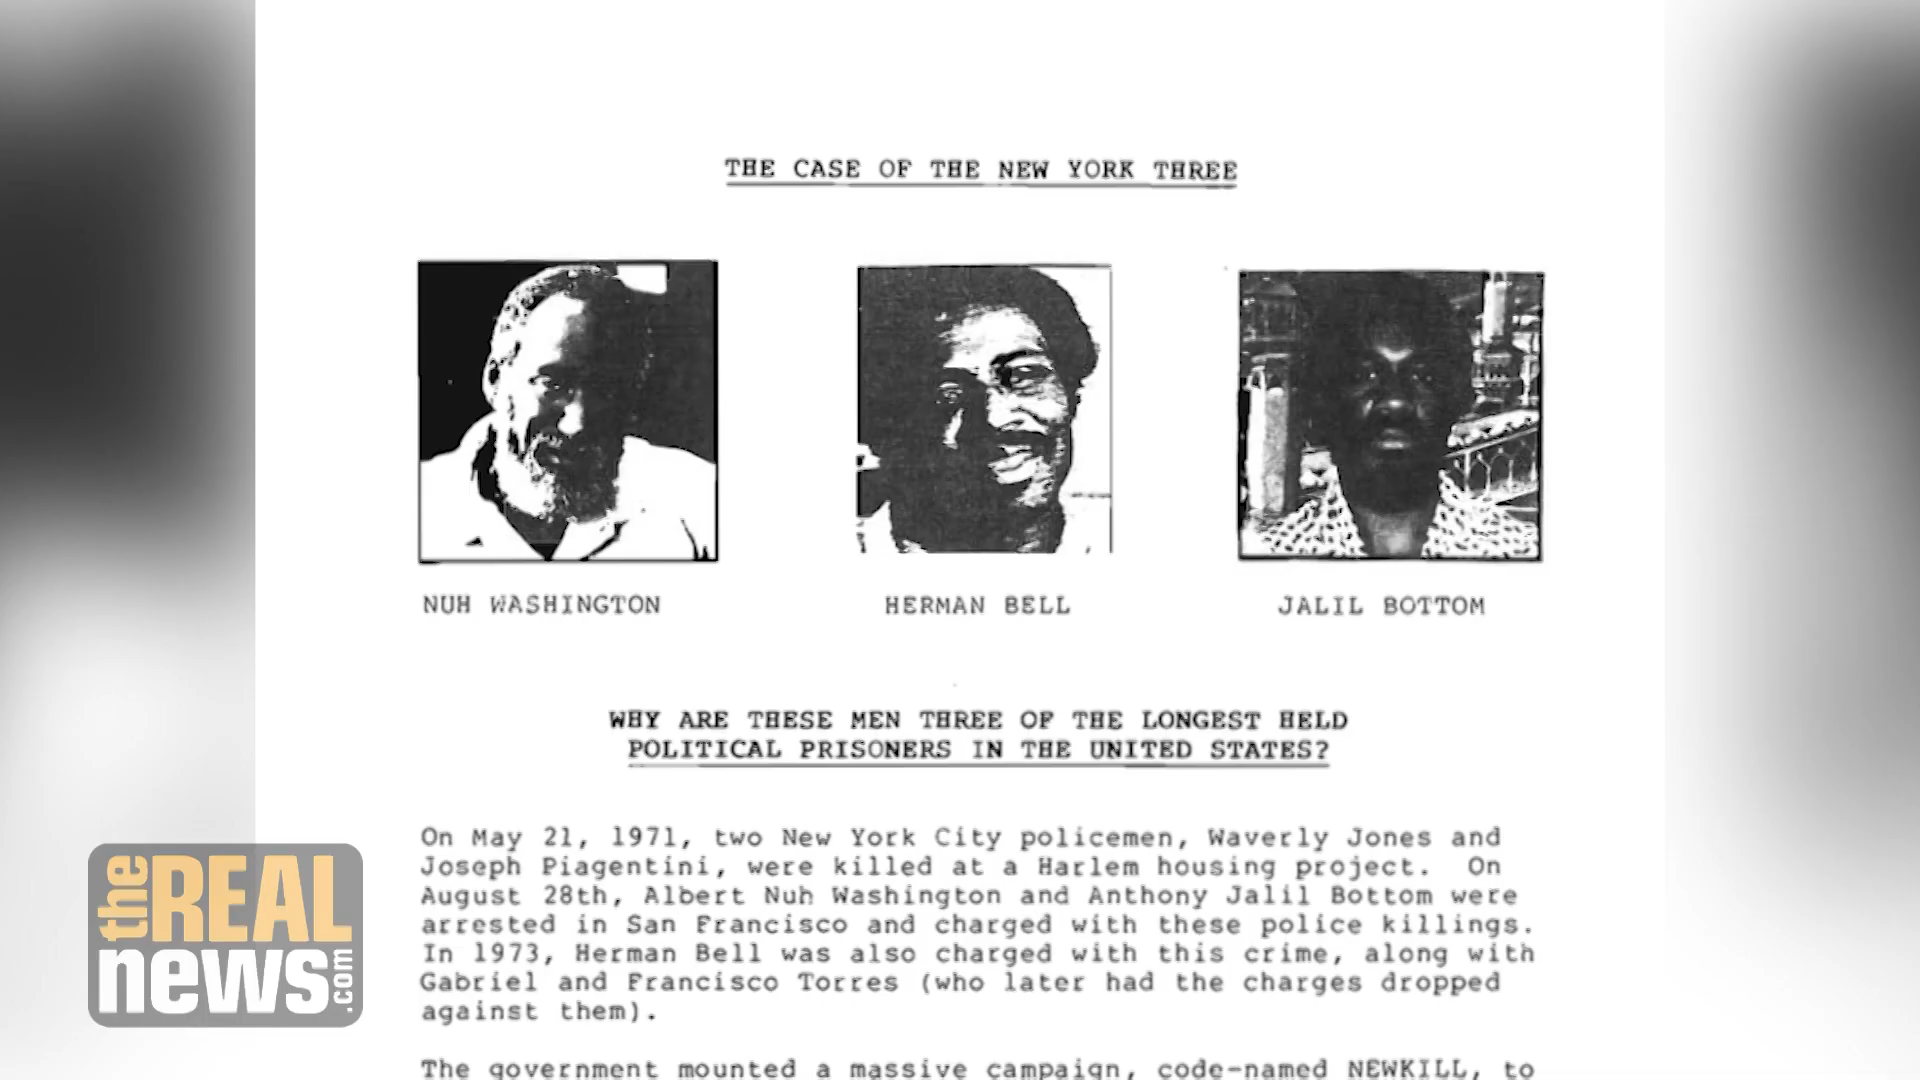 THE CASE OF THE NEW YORK THREE
NUH WASHINGTON
HERMAN BELL
JALIL BOTTOM
WHY ARE THESE MEN THREE OF THE LONGEST HELD
POLITICAL PRISONERS IN THE UNITED STATES?
On May 21, 1971, two New York City policemen, Waverly Jones and
Joseph Piagentini, were killed at a Harlem housing project. On
August 28th, Albert Nuh Washington and Anthony Jalil Bottom were
arrested in San Francisco and charged with these police killings.
In 1973, Herman Bell was also charged with this crime, along with
Gabriel and Francisco Torres (who later had the charges dropped
against them).
The government mounted a massive campaign, code-named NEWKILL, to
the REAL
news.com